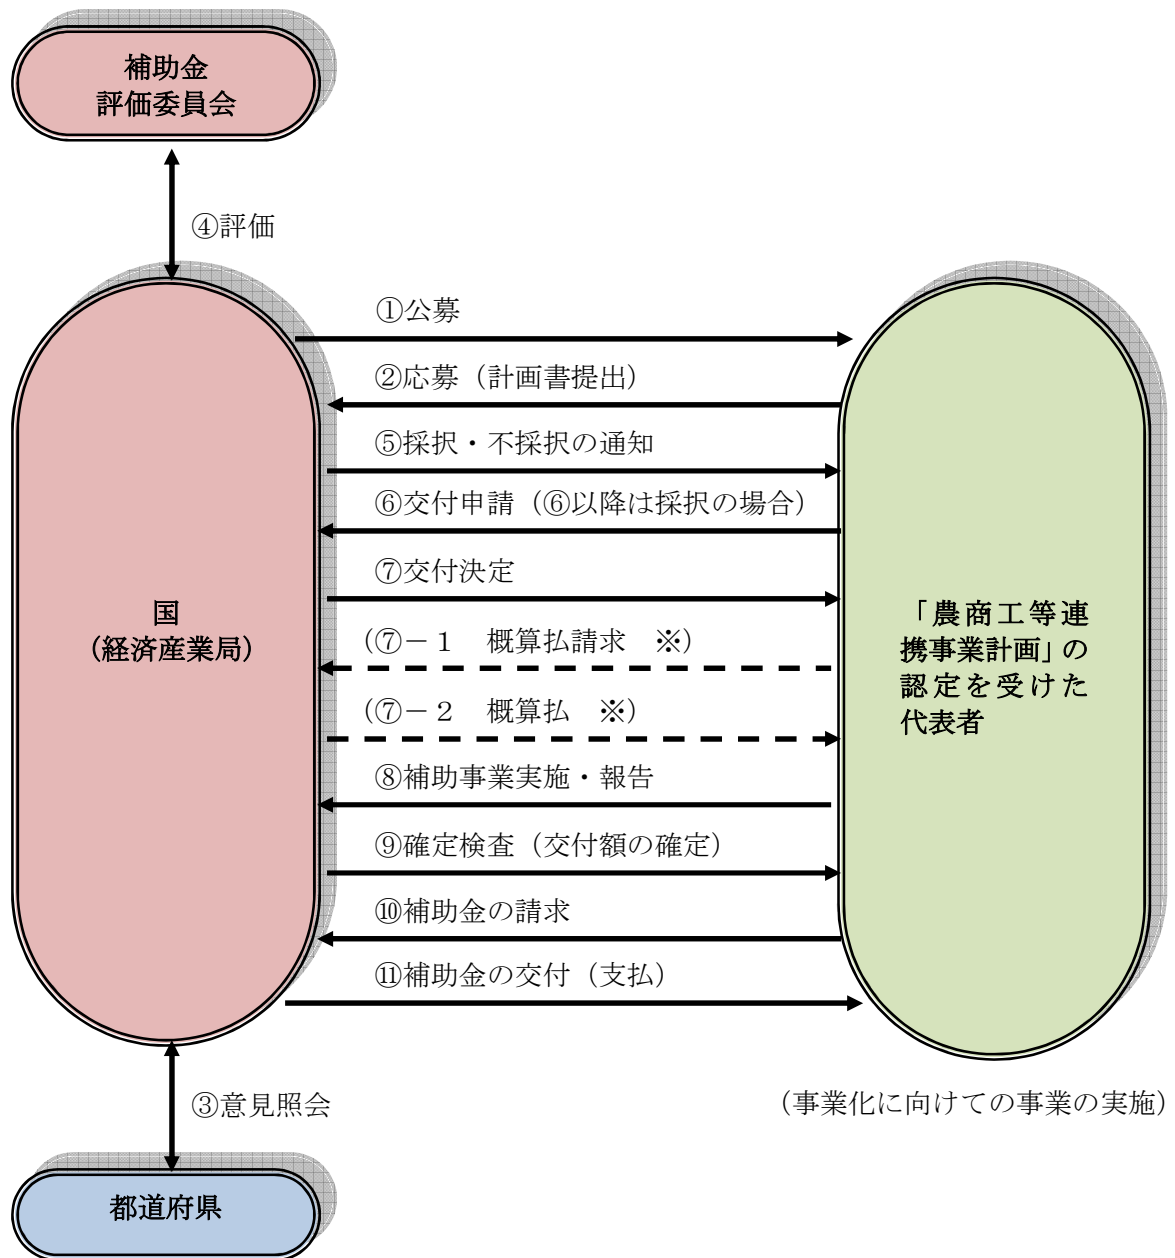 補助金
評価委員会
④評価
①公募
②応募（計画書提出）
⑤採択・不採択の通知
⑥交付申請（⑥以降は採択の場合）
⑦交付決定
（⑦－１　概算払請求　※）
（⑦－２　概算払　※）
⑧補助事業実施・報告
⑨確定検査（交付額の確定）
⑩補助金の請求
⑪補助金の交付（支払）
国
（経済産業局）
「農商工等連
携事業計画」の
認定を受けた
代表者
③意見照会
（事業化に向けての事業の実施）
都道府県